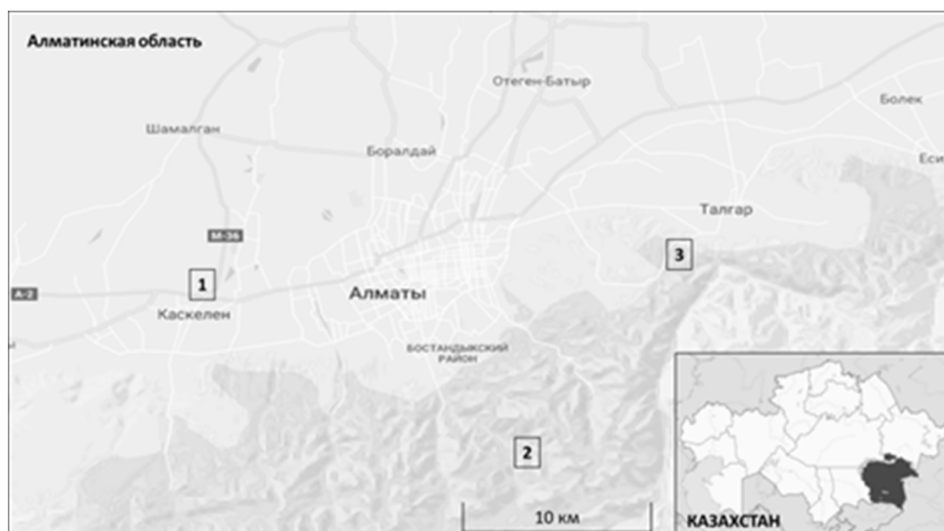 Алматинская область
Отеген-Батыр
Болек
Шамалган
Боралдай
Еси
Талгар
М-36
3
1
А-2
Алматы
Каскелен
ы
БОСТАНДЫКСКИЙ
РАЙОН
2
10 км
КАЗАХСТАН